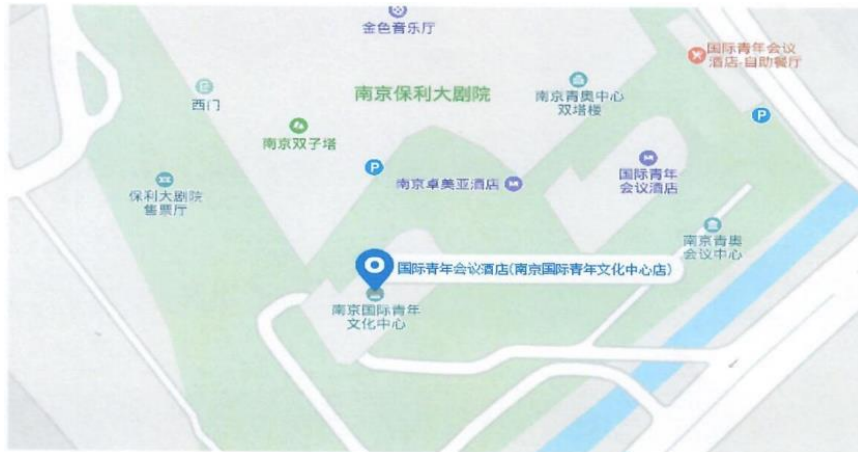 金色音乐厅
国际青年会议
酒店-自助餐厅
西门
南京保利大剧院
南京青奥中心
双塔楼
P
南京双子塔
P
保利大剧院
售票厅
南京卓美亚酒店
国际青年
会议酒店
南京青奥
会议中心
国际青年会议酒店(南京国际青年文化中心店)
南京国际青年
文化中心